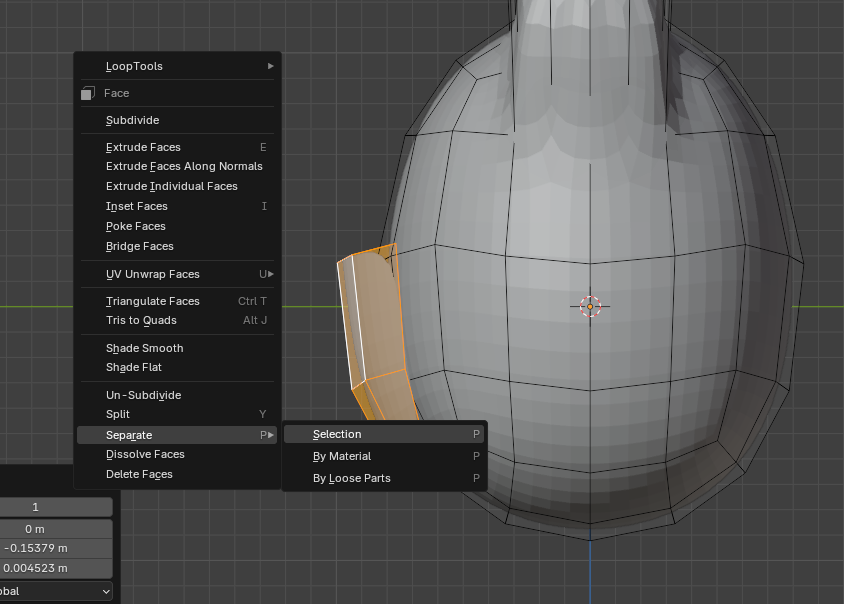 LoopTools
Face
Subdivide
Extrude Faces E
Extrude Faces Along Normals
Extrude Individual Faces
Inset Faces I
Poke Faces
Bridge Faces
UV Unwrap Faces U
Triangulate Faces Ctrl T
Tris to Quads Alt J
Shade Smooth
Shade Flat
Un-Subdivide
Split Y
Separate P
Selection P
By Material P
By Loose Parts P
Dissolve Faces
Delete Faces
1
0 m
-0.15379 m
0.004523 m
obal